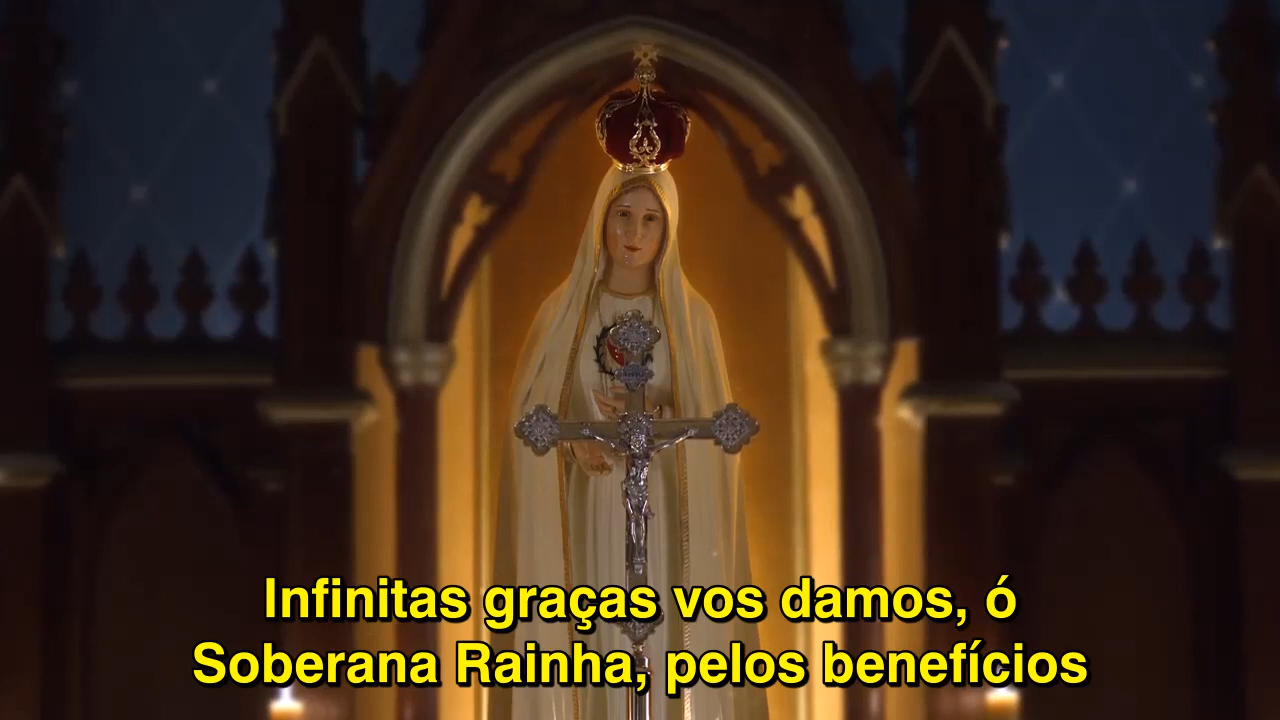 Infinitas graças vos damos, ó
Soberana Rainha, pelos benefícios